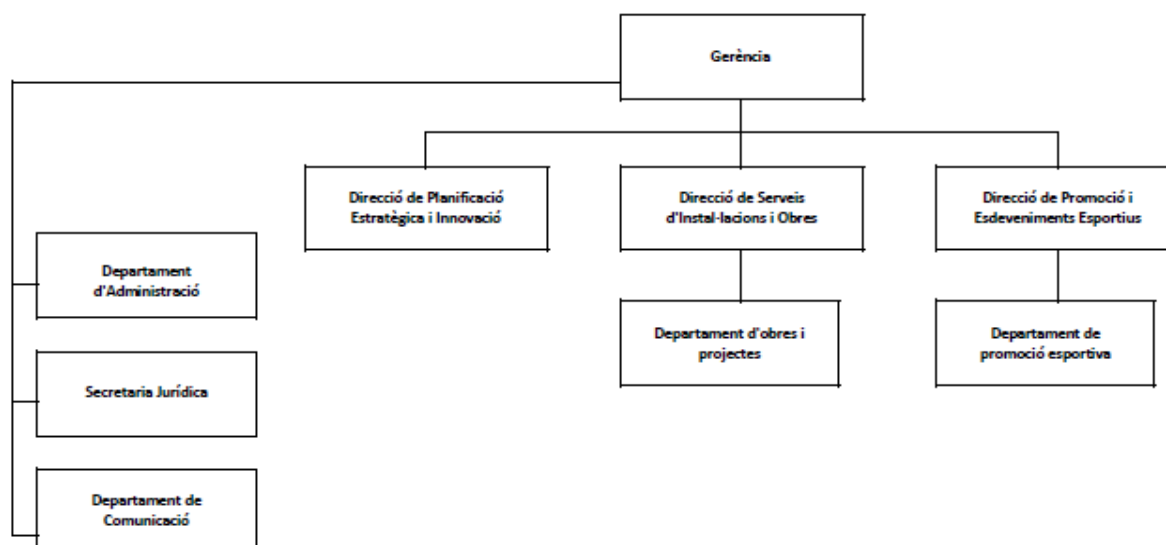 Gerència
Direcció de Planificació
Estratègica i Innovació
Direcció de Serveis
d'Instal·lacions i Obres
Direcció de Promoció i
Esdeveniments Esportius
Departament
d'Administració
Departament d'obres i
projectes
Departament de
promoció esportiva
Secretaria Jurídica
Departament de
Comunicació